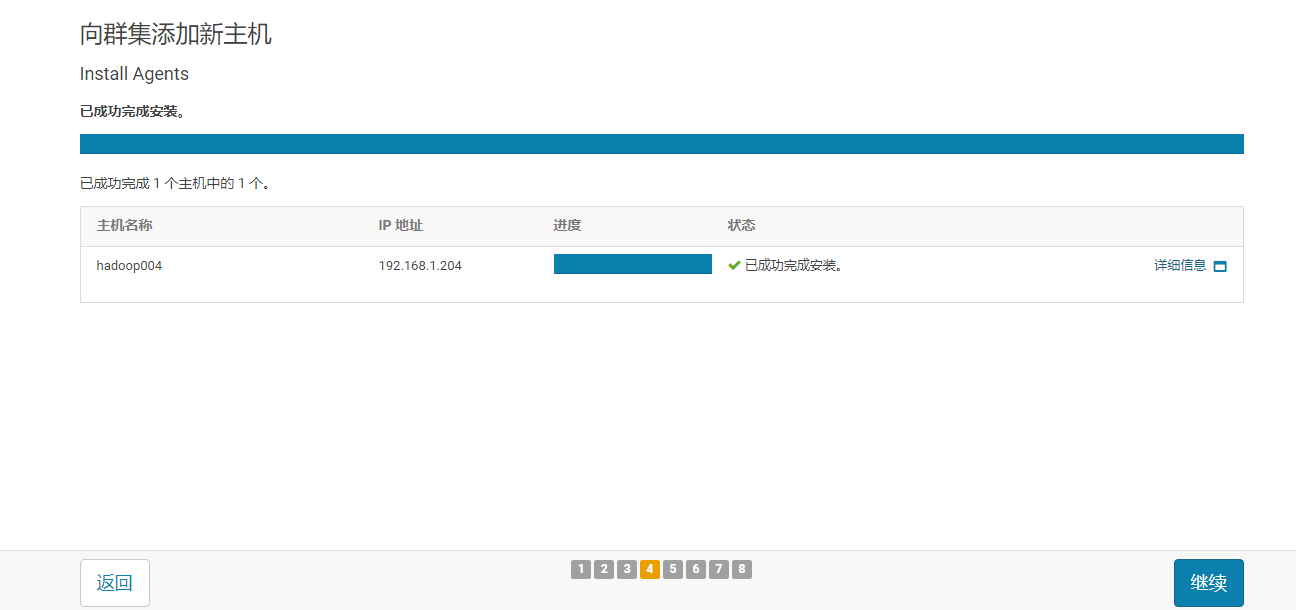 向群集添加新主机
Install Agents
已成功完成安装。
已成功完成 1 个主机中的 1 个。
主机名称 IP 地址 进度 状态
hadoop004 192.168.1.204 已成功完成安装。 详细信息
返回 1 2 3 4 5 6 7 8 继续